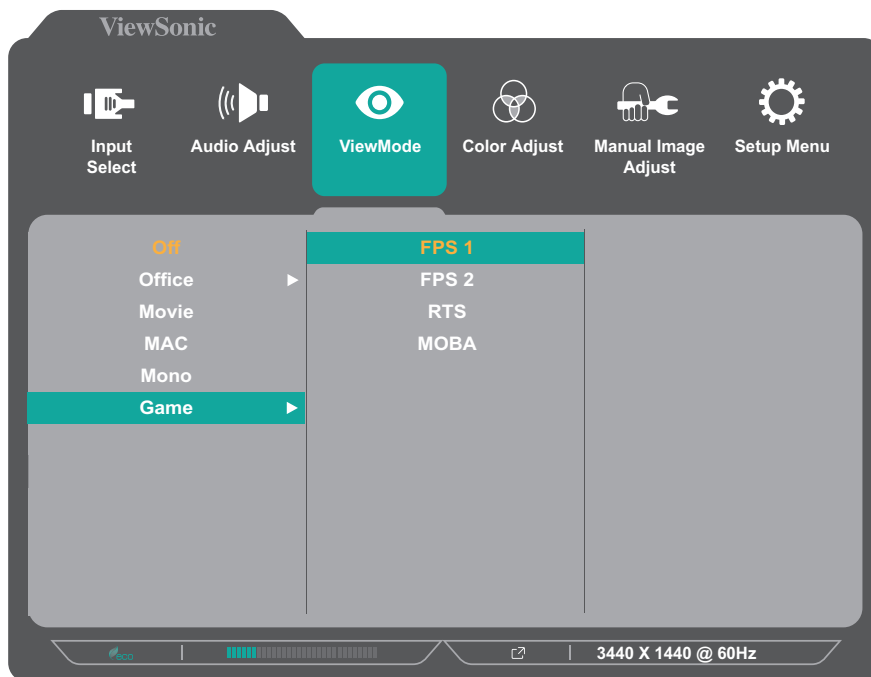 ViewSonic
Input
Select
Audio Adjust
ViewMode
Color Adjust
Manual Image
Adjust
Setup Menu
Off
Office
Movie
MAC
Mono
Game
FPS 1
FPS 2
RTS
MOBA
eco
3440 X 1440 @ 60Hz